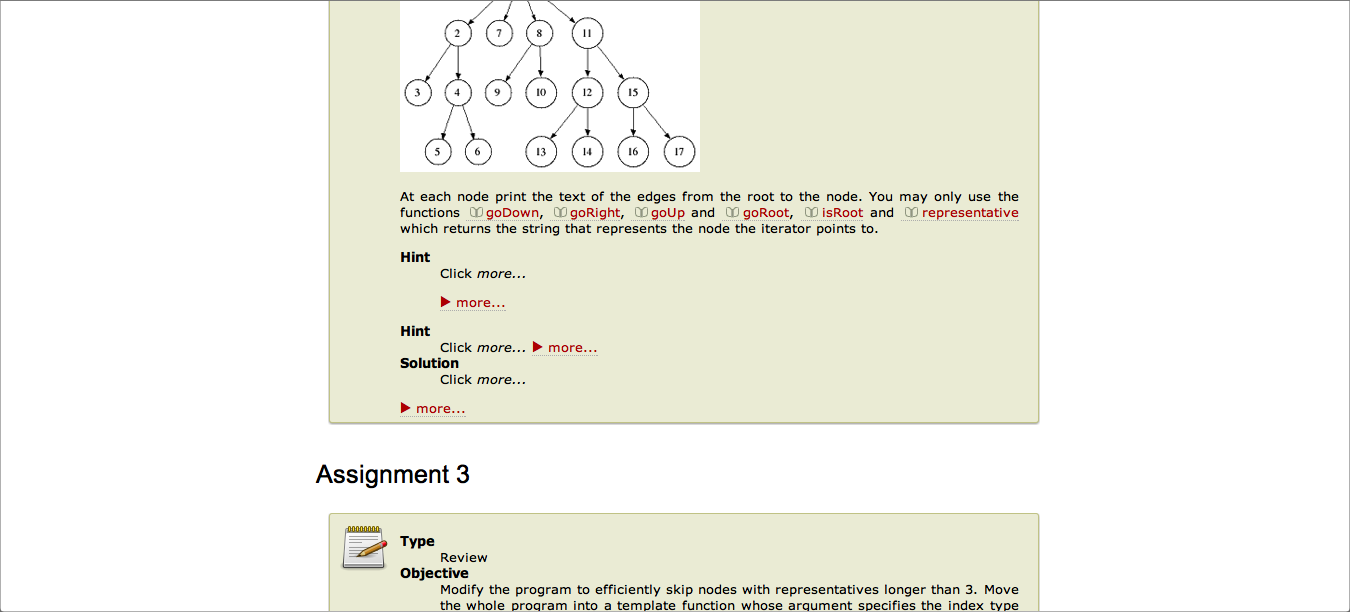 2 7 8 11
3 4 9 10 12 15
5 6 13 14 16 17
At each node print the text of the edges from the root to the node. You may only use the
functions goDown, goRight, goUp and goRoot, isRoot and representative
which returns the string that represents the node the iterator points to.
Hint
Click more...
more...
Hint
Click more... more...
Solution
Click more...
more...
Assignment 3
Type
Review
Objective
Modify the program to efficiently skip nodes with representatives longer than 3. Move
the whole program into a template function whose argument specifies the index type